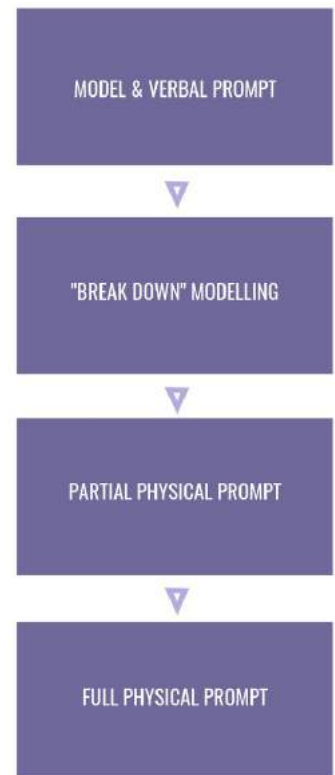 MODEL & VERBAL PROMPT
"BREAK DOWN" MODELLING
PARTIAL PHYSICAL PROMPT
FULL PHYSICAL PROMPT